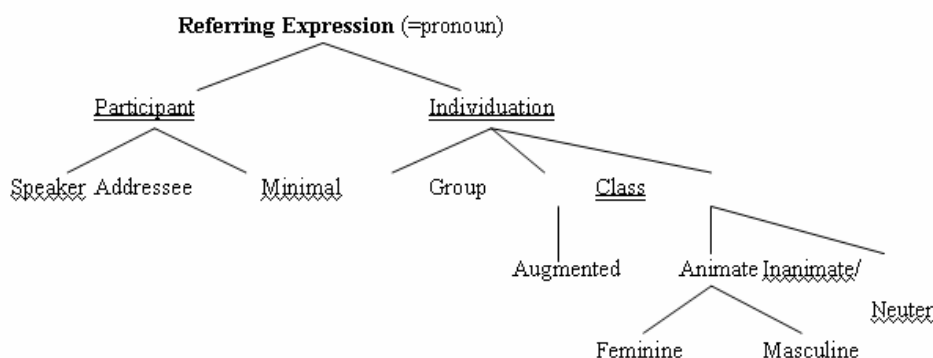 Referring Expression (=pronoun)
Participant Individuation
Speaker Addressee Minimal Group Class
Augmented Animate Inanimate/
Neuter
Feminine Masculine